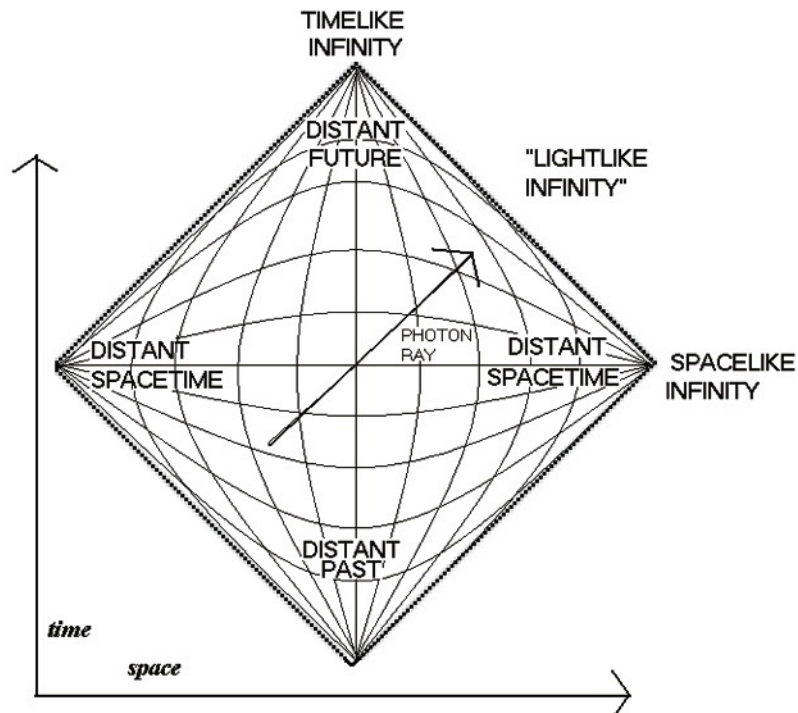 TIMELIKE
INFINITY
DISTANT
FUTURE
"LIGHTLIKE
INFINITY"
PHOTON
RAY
DISTANT
SPACETIME
DISTANT
SPACETIME
SPACELIKE
INFINITY
DISTANT
PAST
time
space